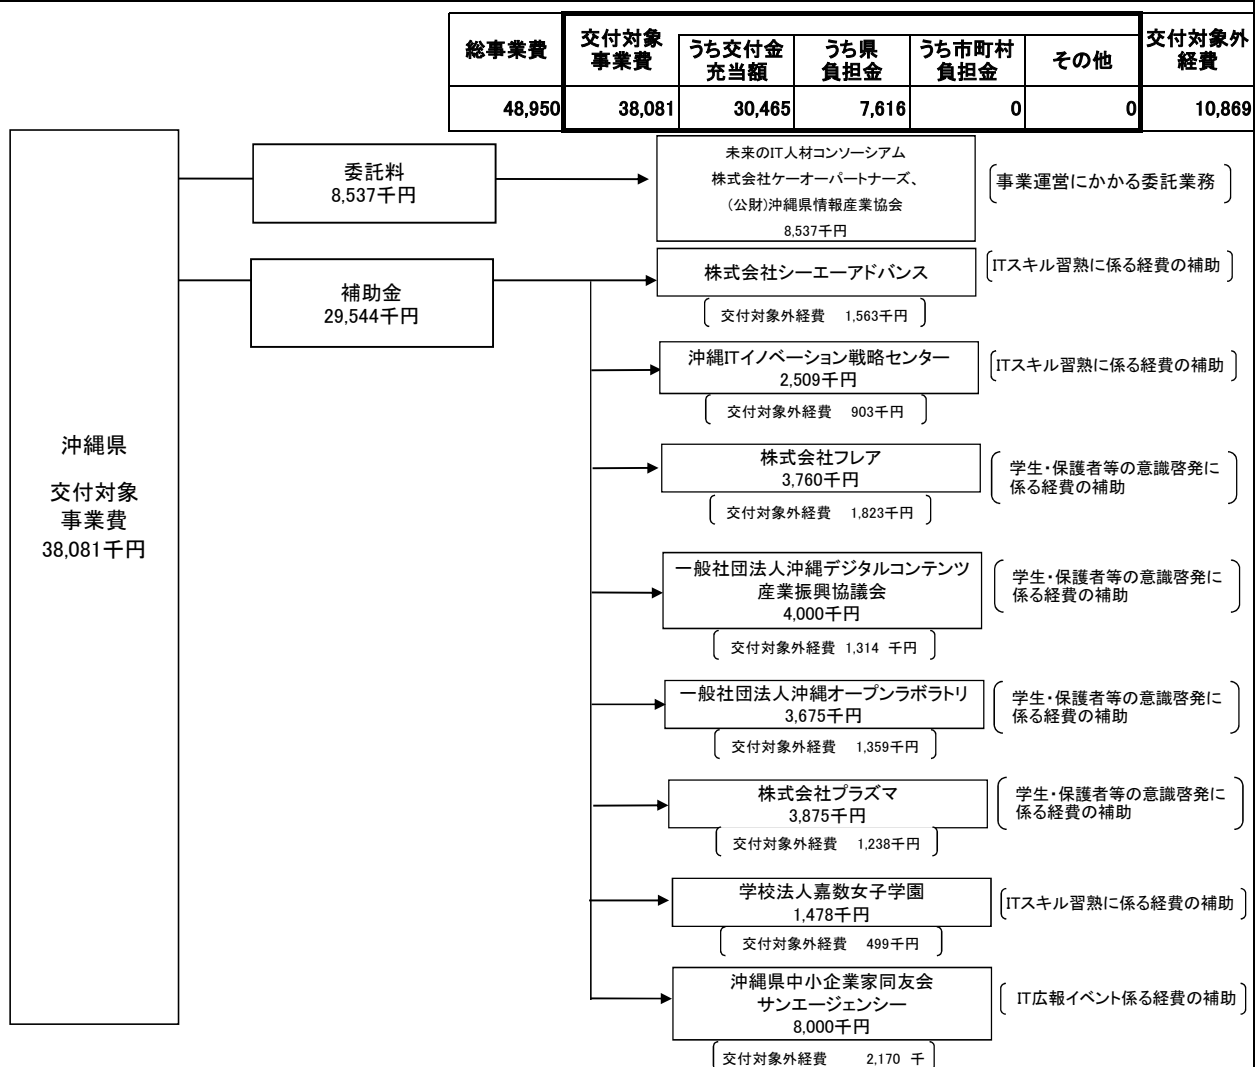 総事業費
交付対象
事業費
うち交付金
充当額
うち県
負担金
うち市町村
負担金
その他
交付対象外
経費
48,950
38,081
30,465
7,616
0
0
10,869
沖縄県
交付対象
事業費
38,081千円
委託料
8,537千円
未来のIT人材コンソーシアム
株式会社ケーオーパートナーズ、
(公財)沖縄県情報産業協会
8,537千円
事業運営にかかる委託業務
補助金
29,544千円
株式会社シーエーアドバンス
ITスキル習熟に係る経費の補助
交付対象外経費 1,563千円
沖縄ITイノベーション戦略センター
2,509千円
ITスキル習熟に係る経費の補助
交付対象外経費 903千円
株式会社フレア
3,760千円
学生・保護者等の意識啓発に
係る経費の補助
交付対象外経費 1,823千円
一般社団法人沖縄デジタルコンテンツ
産業振興協議会
4,000千円
学生・保護者等の意識啓発に
係る経費の補助
交付対象外経費 1,314 千円
一般社団法人沖縄オープンラボラトリ
3,675千円
学生・保護者等の意識啓発に
係る経費の補助
交付対象外経費 1,359千円
株式会社プラズマ
3,875千円
学生・保護者等の意識啓発に
係る経費の補助
交付対象外経費 1,238千円
学校法人嘉数女子学園
1,478千円
ITスキル習熟に係る経費の補助
交付対象外経費 499千円
沖縄県中小企業家同友会
サンエージェンシー
8,000千円
IT広報イベント係る経費の補助
交付対象外経費 2,170 千